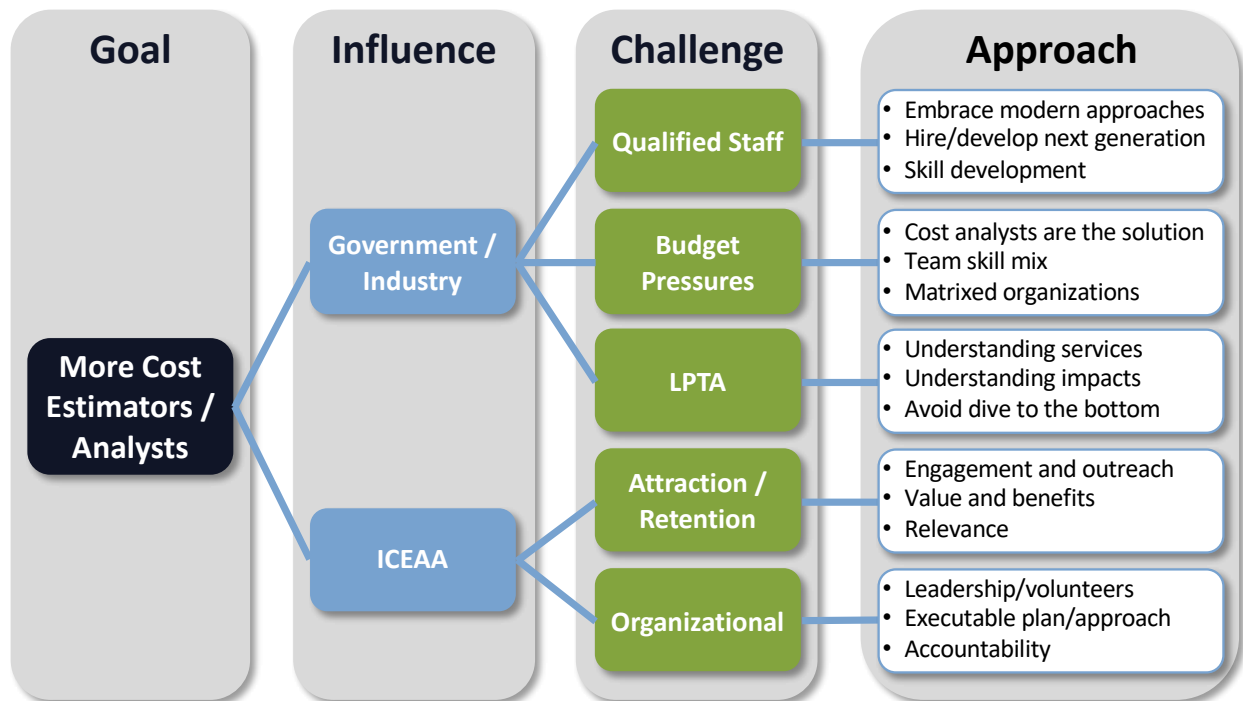 Goal
Influence
Challenge
Approach
More Cost
Estimators /
Analysts
Government /
Industry
ICEAA
Qualified Staff
Budget
Pressures
LPTA
Attraction /
Retention
Organizational
• Embrace modern approaches
• Hire/develop next generation
• Skill development
• Cost analysts are the solution
• Team skill mix
• Matrixed organizations
• Understanding services
• Understanding impacts
• Avoid dive to the bottom
• Engagement and outreach
• Value and benefits
• Relevance
• Leadership/volunteers
• Executable plan/approach
• Accountability